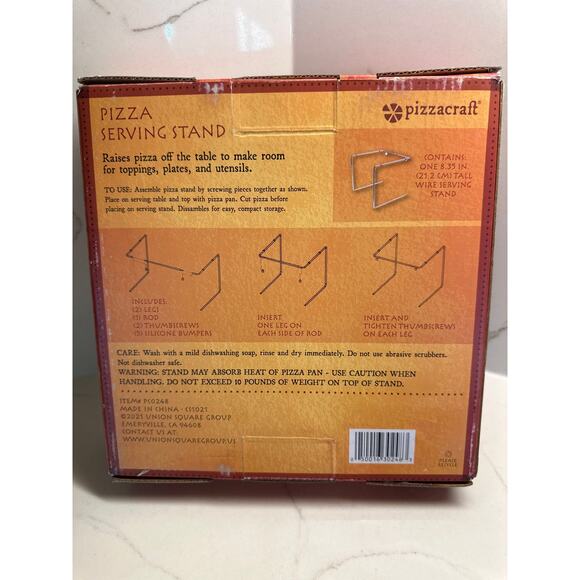 PIZZA
SERVING STAND
pizzacraft®
Raises pizza off the table to make room
for toppings, plates, and utensils.
TO USE: Assemble pizza stand by screwing pieces together as shown.
Place on serving table and top with pizza pan. Cut pizza before
placing on serving stand. Dissambles for easy, compact storage.
CONTAINS:
ONE 8.35 IN.
(21.2 CM) TALL
WIRE SERVING
STAND
INCLUDES:
(2) LEGS
(1) ROD
(2) THUMBSCREWS
(5) SILICONE BUMPERS
INSERT
ONE LEG ON
EACH SIDE OF ROD
INSERT AND
TIGHTEN THUMBSCREWS
ON EACH LEG
CARE: Wash with a mild dishwashing soap, rinse and dry immediately. Do not use abrasive scrubbers.
Not dishwasher safe.
WARNING: STAND MAY ABSORB HEAT OF PIZZA PAN - USE CAUTION WHEN
HANDLING. DO NOT EXCEED 10 POUNDS OF WEIGHT ON TOP OF STAND.
ITEM# PC0248
MADE IN CHINA - CSS021
©2021 UNION SQUARE GROUP
EMERYVILLE, CA 94608
CONTACT US AT:
WWW.UNIONSQUAREGROUP.US
PLEASE
RECYCLE